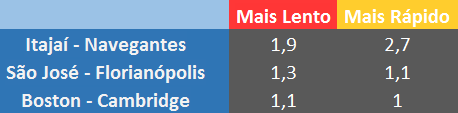 Mais Lento Mais Rápido
Itajaí - Navegantes 1,9 2,7
São José - Florianópolis 1,3 1,1
Boston - Cambridge 1,1 1